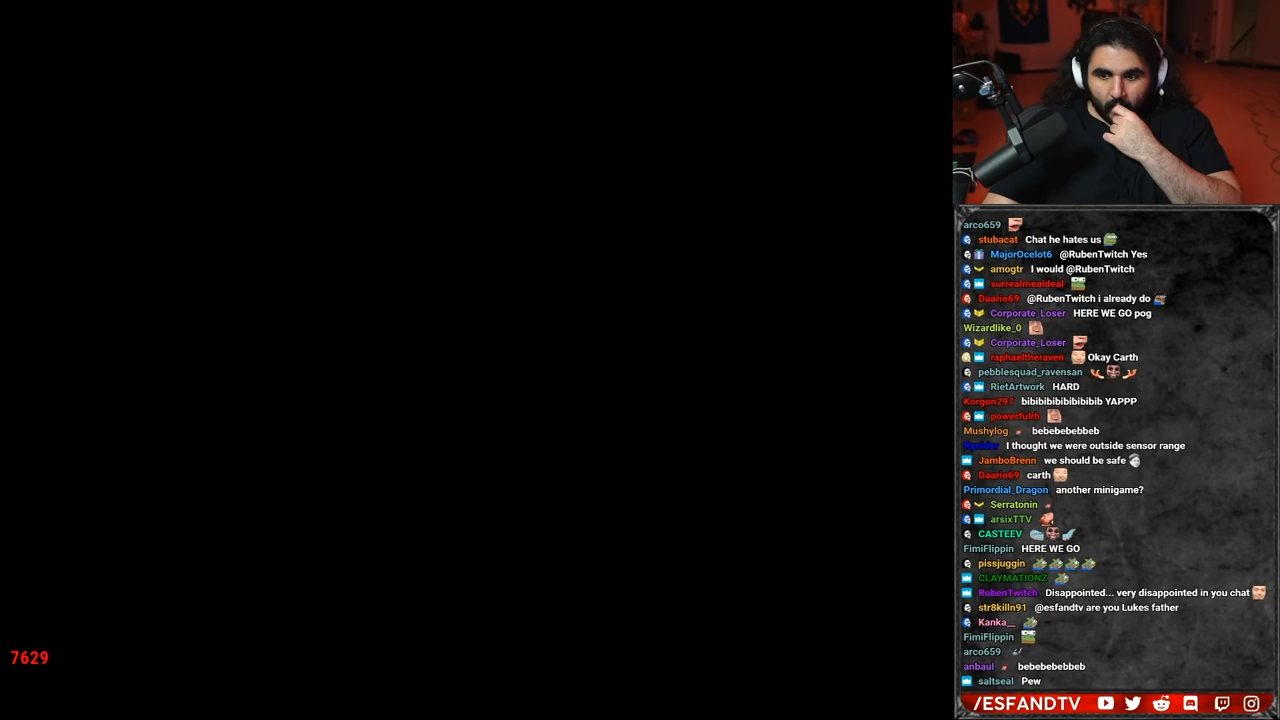 arco659
stubacat Chat he hates us
MajorOcelot6 @RubenTwitch Yes
amogtr I would @RubenTwitch
surrealmealdeal
Daario69 @RubenTwitch i already do
Corporate_Loser HERE WE GO pog
Wizardlike_0
Corporate_Loser
raphaeltheraven Okay Carth
pebblesquad_ravensan
RietArtwork HARD
Korgon297 bibibibibibibibib YAPPP
powerfulrh
Mushylog bebebebebbeb
I thought we were outside sensor range
JamboBrenn we should be safe
Daario69 carth
Primordial_Dragon another minigame?
Serratonin
arsixTTV
CASTEEV
FimiFlippin HERE WE GO
pissjuggin
CLAYMATIONZ
RubenTwitch Disappointed... very disappointed in you chat
str8killn91 @esfandtv are you Lukes father
Kanka__
FimiFlippin
arco659
anbaul bebebebebbeb
saltseal Pew
7629
/ESFANDTV